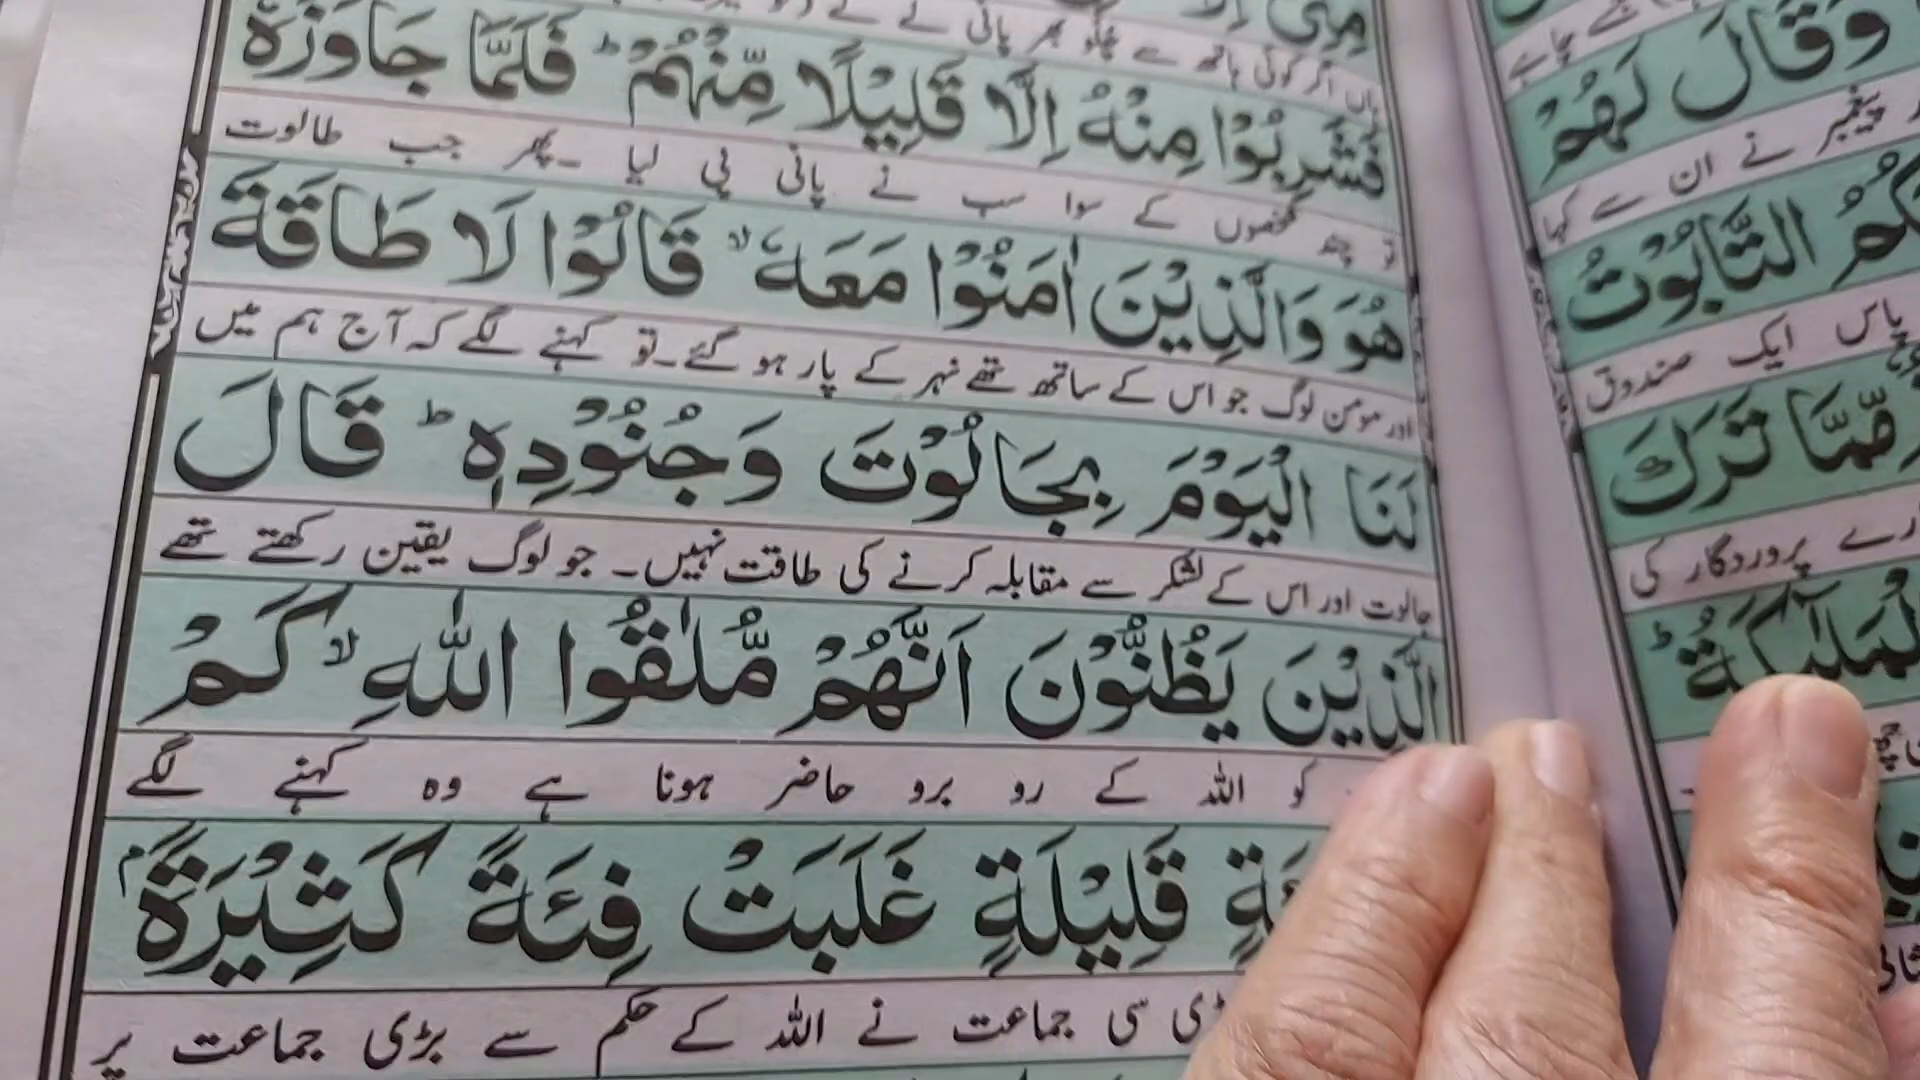 فَشَرِبُوْا مِنْهُ اِلَّا قَلِيْلًا مِّنْهُمْ ؕ فَلَمَّا جَاوَزَهٗ
چند شخصوں کے سوا سب نے پانی پی لیا ۔ پھر جب طالوت
هُوَ وَالَّذِيْنَ اٰمَنُوْا مَعَهٗ ۙ قَالُوْا لَا طَاقَةَ
اور مومن لوگ جو اس کے ساتھ تھے نہر کے پار ہو گئے۔ تو کہنے لگے کہ آج ہم میں
لَنَا الْيَوْمَ بِجَالُوْتَ وَجُنُوْدِهٖ ؕ قَالَ
جالوت اور اس کے لشکر سے مقابلہ کرنے کی طاقت نہیں۔ جو لوگ یقین رکھتے تھے
الَّذِيْنَ يَظُنُّوْنَ اَنَّهُمْ مُّلٰقُوا اللّٰهِ ۙ كَمْ
کو اللہ کے رو برو حاضر ہونا ہے وہ کہنے لگے
قَلِيْلَةٍ غَلَبَتْ فِئَةً كَثِيْرَةًۢ
سی جماعت نے اللہ کے حکم سے بڑی جماعت پر
وَقَالَ لَهُمْ
پیغمبر نے ان سے کہا
التَّابُوْتُ
پاس ایک صندوق
مِّمَّا تَرَكَ
پروردگار کی